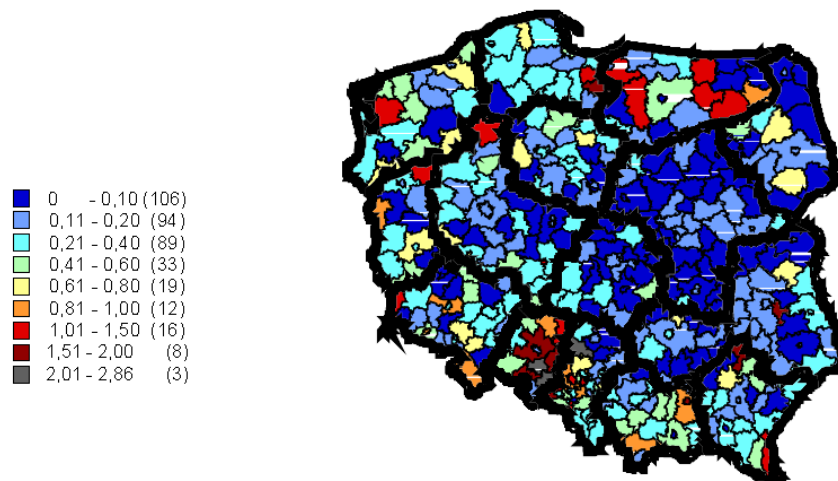 0 - 0,10 (106)
0,11 - 0,20 (94)
0,21 - 0,40 (89)
0,41 - 0,60 (33)
0,61 - 0,80 (19)
0,81 - 1,00 (12)
1,01 - 1,50 (16)
1,51 - 2,00 (8)
2,01 - 2,86 (3)